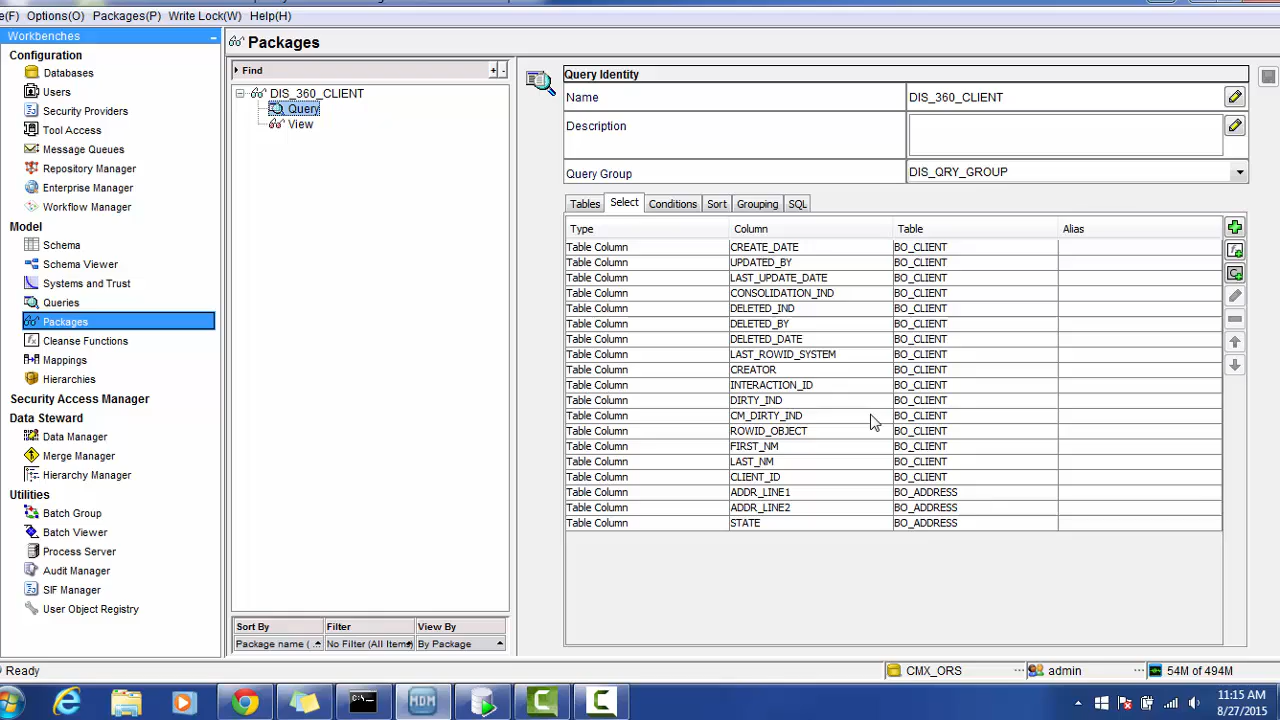 e(F) Options(O) Packages(P) Write Lock(W) Help(H)
Workbenches
Configuration
Databases
Users
Security Providers
Tool Access
Message Queues
Repository Manager
Enterprise Manager
Workflow Manager
Model
Schema
Schema Viewer
Systems and Trust
Queries
Packages
Cleanse Functions
Mappings
Hierarchies
Security Access Manager
Data Steward
Data Manager
Merge Manager
Hierarchy Manager
Utilities
Batch Group
Batch Viewer
Process Server
Audit Manager
SIF Manager
User Object Registry
Packages
Find
DIS_360_CLIENT
Query
View
Sort By Filter View By
Package name ( No Filter (All Items) By Package
Query Identity
Name DIS_360_CLIENT
Description
Query Group DIS_QRY_GROUP
Tables Select Conditions Sort Grouping SQL
Type Column Table Alias
Table Column CREATE_DATE BO_CLIENT
Table Column UPDATED_BY BO_CLIENT
Table Column LAST_UPDATE_DATE BO_CLIENT
Table Column CONSOLIDATION_IND BO_CLIENT
Table Column DELETED_IND BO_CLIENT
Table Column DELETED_BY BO_CLIENT
Table Column DELETED_DATE BO_CLIENT
Table Column LAST_ROWID_SYSTEM BO_CLIENT
Table Column CREATOR BO_CLIENT
Table Column INTERACTION_ID BO_CLIENT
Table Column DIRTY_IND BO_CLIENT
Table Column CM_DIRTY_IND BO_CLIENT
Table Column ROWID_OBJECT BO_CLIENT
Table Column FIRST_NM BO_CLIENT
Table Column LAST_NM BO_CLIENT
Table Column CLIENT_ID BO_CLIENT
Table Column ADDR_LINE1 BO_ADDRESS
Table Column ADDR_LINE2 BO_ADDRESS
Table Column STATE BO_ADDRESS
Ready CMX_ORS admin 54M of 494M
MDM
11:15 AM
8/27/2015